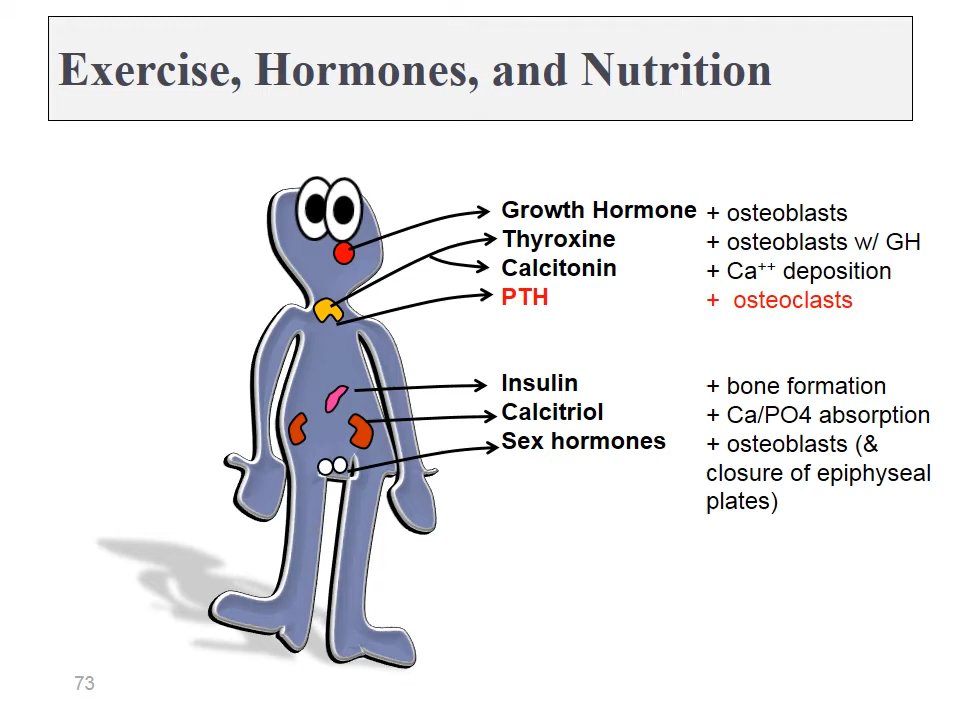 Exercise, Hormones, and Nutrition
Growth Hormone + osteoblasts
Thyroxine + osteoblasts w/ GH
Calcitonin + Ca⁺⁺ deposition
PTH + osteoclasts
Insulin + bone formation
Calcitriol + Ca/PO4 absorption
Sex hormones + osteoblasts (&
closure of epiphyseal
plates)
73